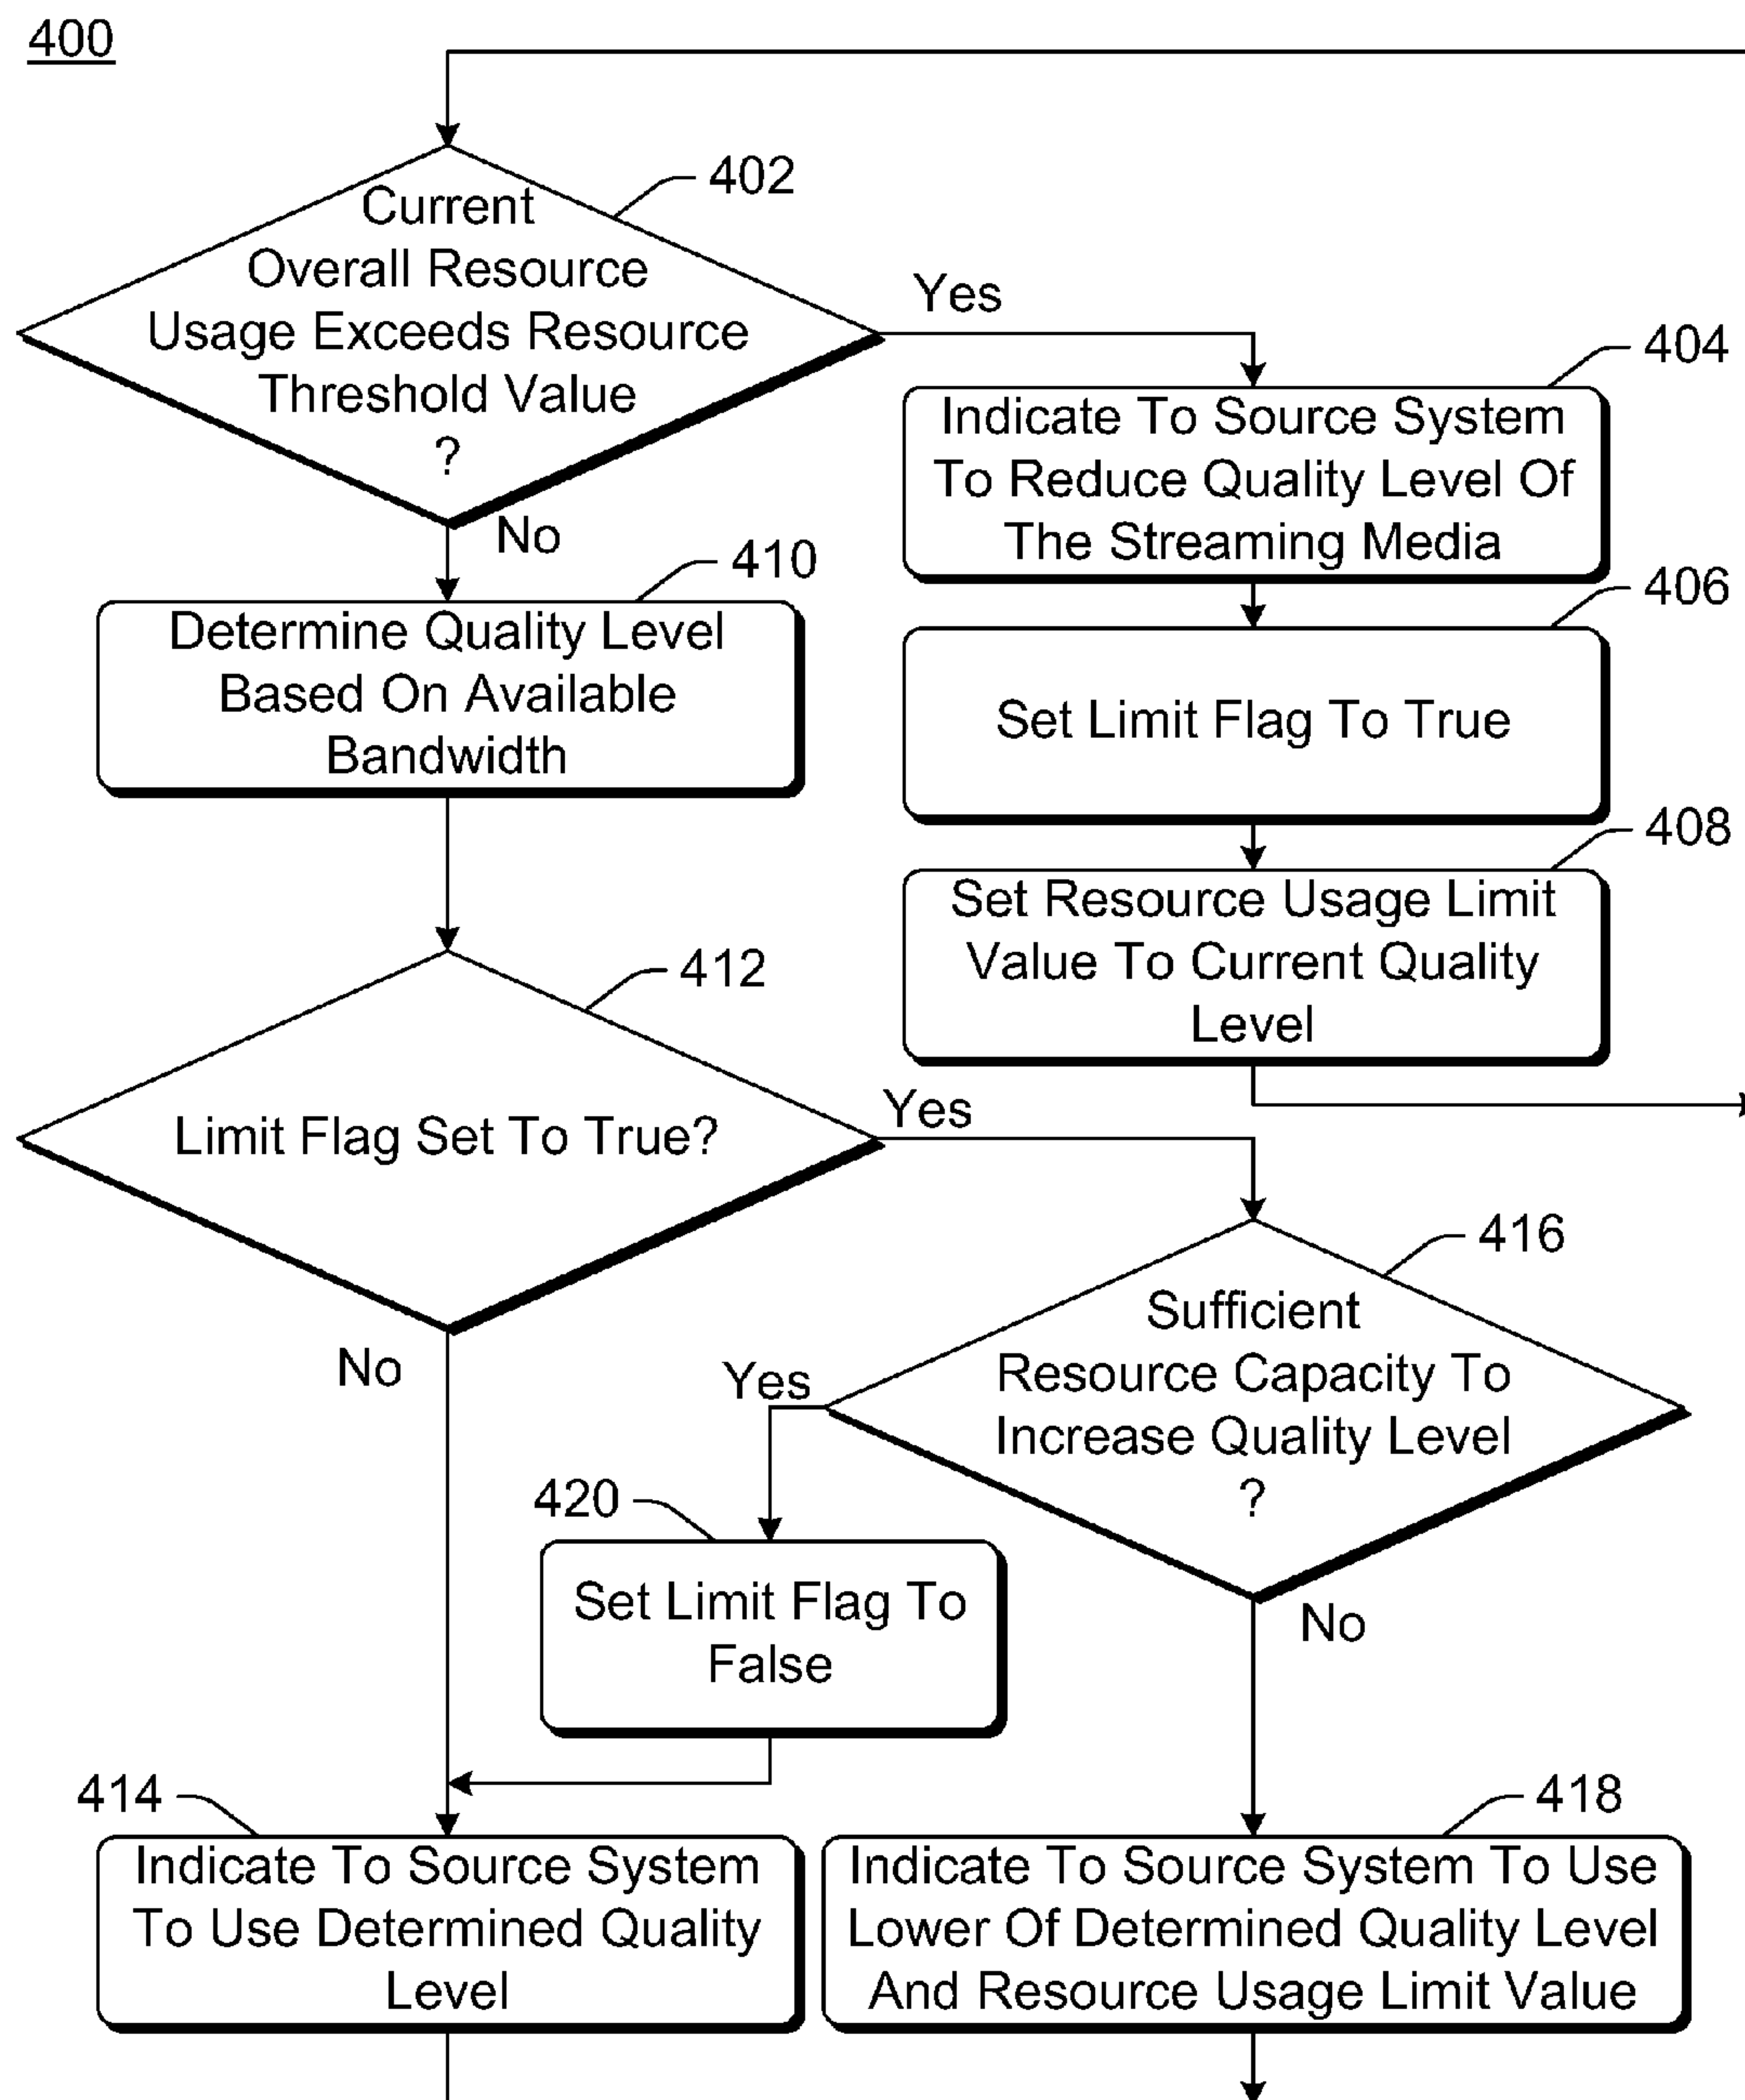 400
402
Current
Overall Resource
Usage Exceeds Resource
Threshold Value
?
Yes
No
404
Indicate To Source System
To Reduce Quality Level Of
The Streaming Media
406
Set Limit Flag To True
408
Set Resource Usage Limit
Value To Current Quality
Level
410
Determine Quality Level
Based On Available
Bandwidth
412
Limit Flag Set To True?
Yes
No
416
Sufficient
Resource Capacity To
Increase Quality Level
?
Yes
No
420
Set Limit Flag To
False
414
Indicate To Source System
To Use Determined Quality
Level
418
Indicate To Source System To Use
Lower Of Determined Quality Level
And Resource Usage Limit Value